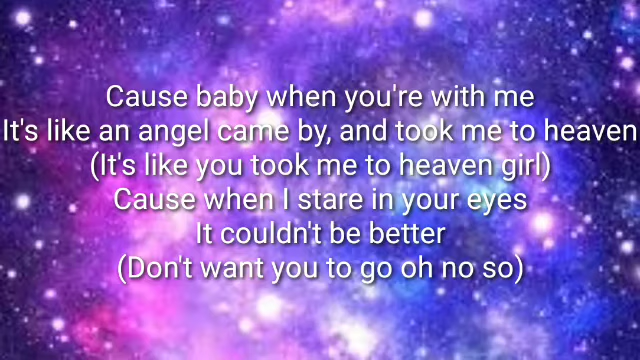 Cause baby when you're with me
It's like an angel came by, and took me to heaven
(It's like you took me to heaven girl)
Cause when I stare in your eyes
It couldn't be better
(Don't want you to go oh no so)